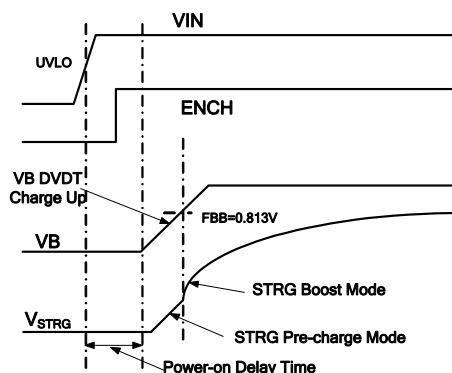 VIN
UVLO
ENCH
VB DVDT
Charge Up
FBB=0.813V
VB
STRG Boost Mode
VSTRG
STRG Pre-charge Mode
Power-on Delay Time